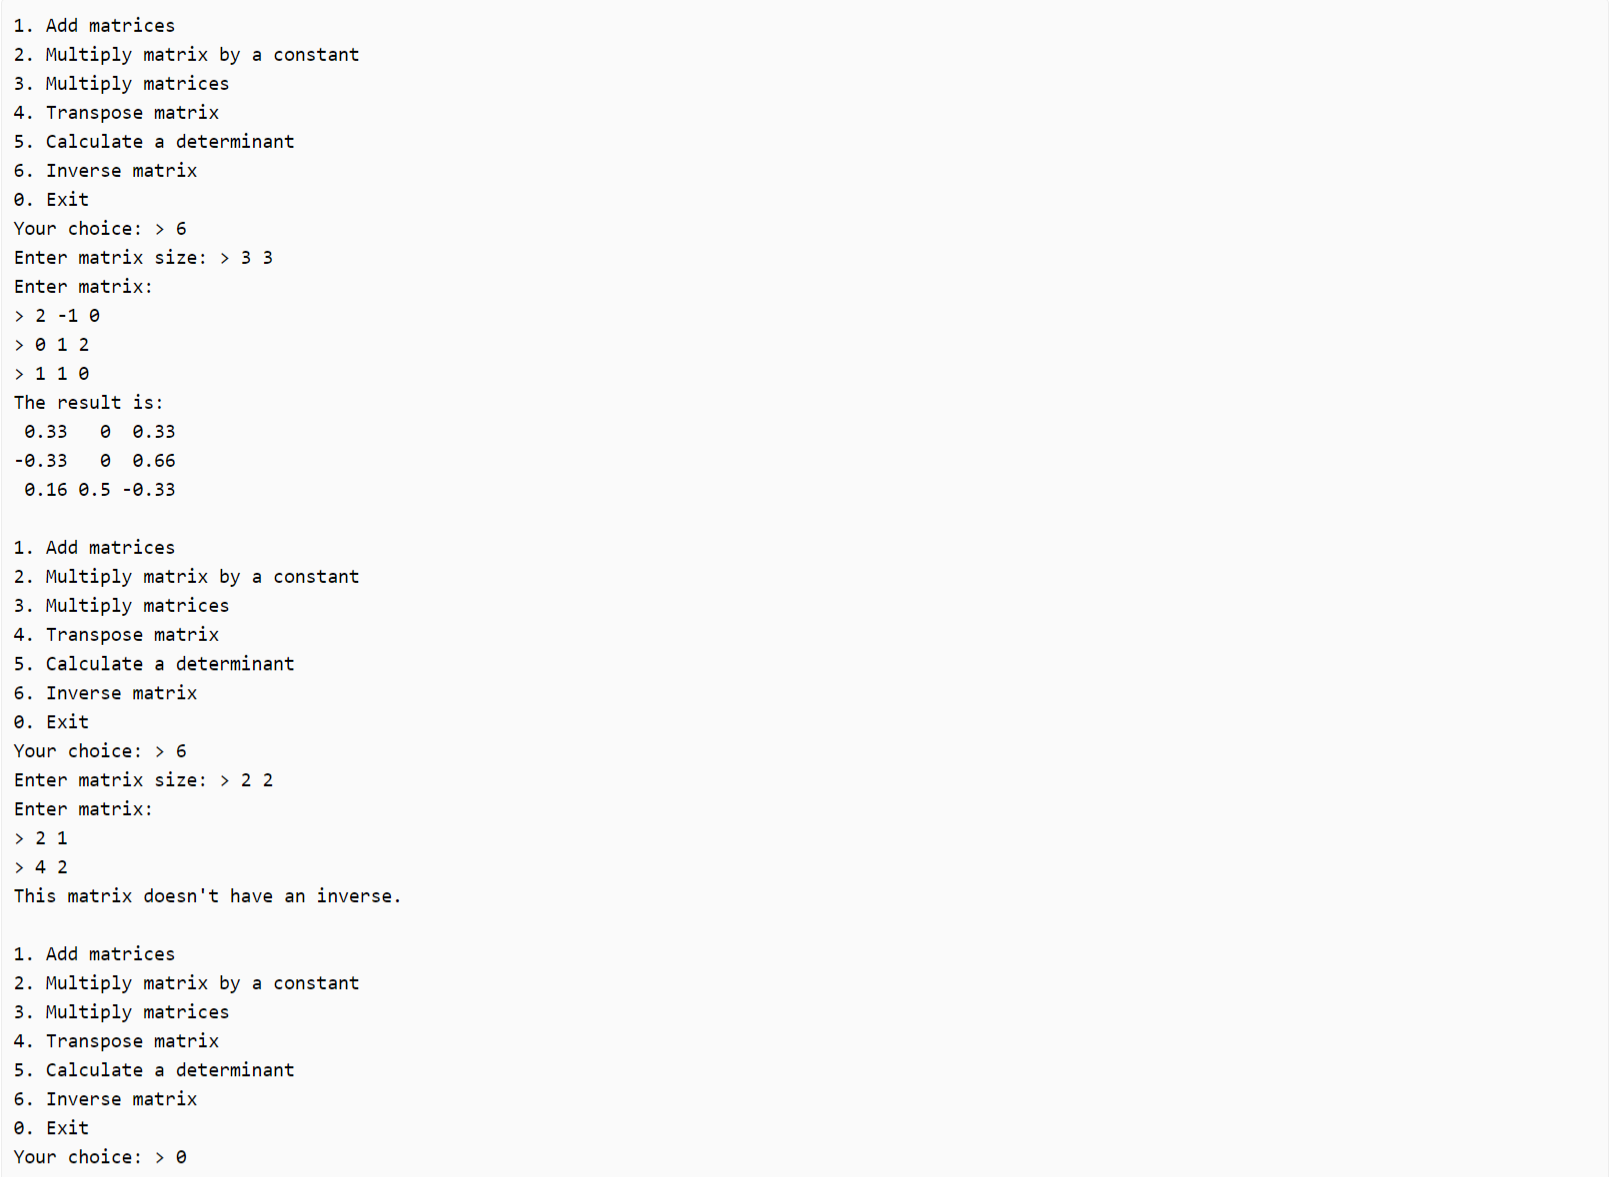 1. Add matrices
2. Multiply matrix by a constant
3. Multiply matrices
4. Transpose matrix
5. Calculate a determinant
6. Inverse matrix
0. Exit
Your choice: > 6
Enter matrix size: > 3 3
Enter matrix:
> 2 -1 0
> 0 1 2
> 1 1 0
The result is:
 0.33   0  0.33
-0.33   0  0.66
 0.16 0.5 -0.33

1. Add matrices
2. Multiply matrix by a constant
3. Multiply matrices
4. Transpose matrix
5. Calculate a determinant
6. Inverse matrix
0. Exit
Your choice: > 6
Enter matrix size: > 2 2
Enter matrix:
> 2 1
> 4 2
This matrix doesn't have an inverse.

1. Add matrices
2. Multiply matrix by a constant
3. Multiply matrices
4. Transpose matrix
5. Calculate a determinant
6. Inverse matrix
0. Exit
Your choice: > 0